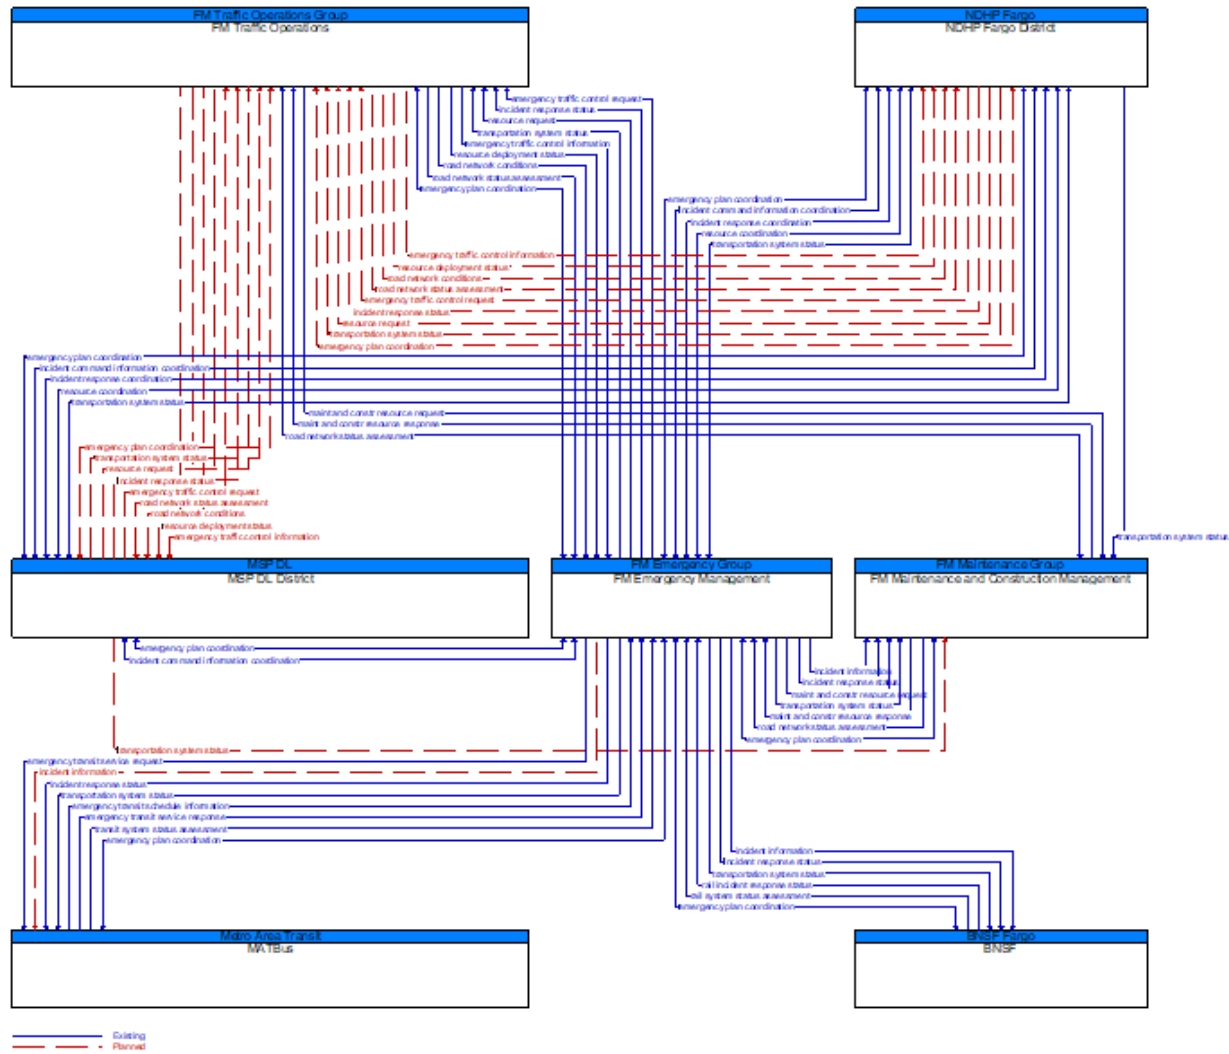 FM Traffic Operations Group
FM Traffic Operations
NDHP Fargo
NDHP Fargo District
emergency traffic control request
incident response status
resource request
transportation system status
emergency traffic control information
resource deployment status
road network conditions
road network status assessment
emergency plan coordination
emergency plan coordination
incident command information coordination
incident response coordination
resource coordination
transportation system status
emergency traffic control information
resource deployment status
road network conditions
road network status assessment
emergency traffic control request
incident response status
resource request
transportation system status
emergency plan coordination
emergency plan coordination
incident command information coordination
incident response coordination
resource coordination
transportation system status
maint and constr resource request
maint and constr resource response
road network status assessment
emergency plan coordination
transportation system status
resource request
incident response status
emergency traffic control request
road network status assessment
road network conditions
resource deployment status
emergency traffic control information
transportation system status
MSP DL
MSP DL District
FM Emergency Group
FM Emergency Management
FM Maintenance Group
FM Maintenance and Construction Management
emergency plan coordination
incident command information coordination
incident information
incident response status
maint and constr resource request
transportation system status
maint and constr resource response
road network status assessment
emergency plan coordination
transportation system status
emergency transit service request
incident information
incident response status
transportation system status
emergency transit schedule information
emergency transit service response
transit system status assessment
emergency plan coordination
incident information
incident response status
transportation system status
rail incident response status
rail system status assessment
emergency plan coordination
Metro Area Transit
MATBus
BNSF Fargo
BNSF
Existing
Planned